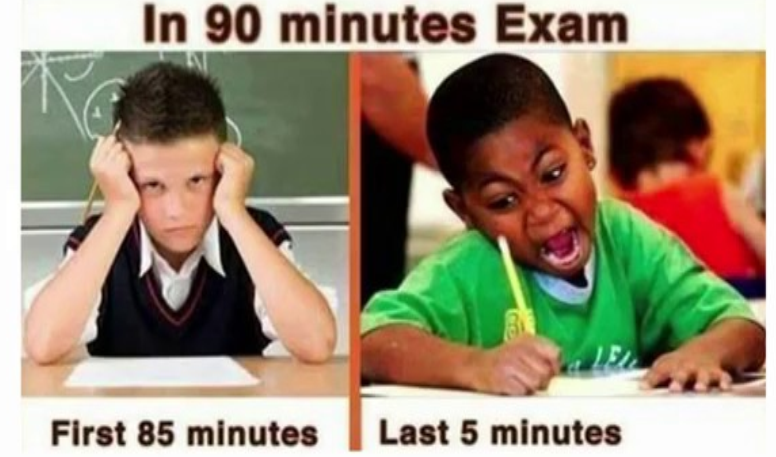 In 90 minutes Exam
First 85 minutes
Last 5 minutes